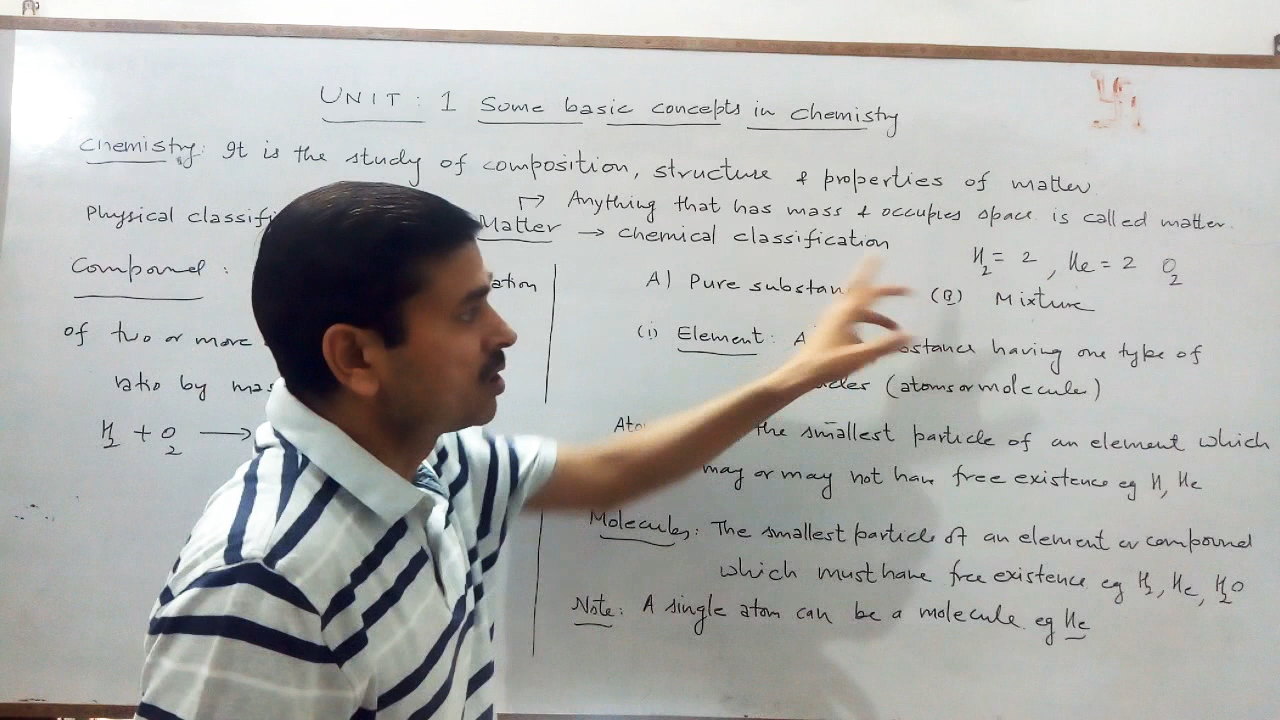 UNIT : 1 Some basic concepts in chemistry
Chemistry: It is the study of composition, structure & properties of matter.
↱ Anything that has mass & occupies space is called matter.
Physical classifi Matter → chemical classification
H2 = 2 , He = 2 O2
Compound : ation
A) Pure substan (B) Mixture
of two or more
(i) Element: A stance having one type of
ratio by mas
(atoms or molecule)
H2 + O2 →
the smallest particle of an element which
may or may not have free existence eg H, He
Molecules: The smallest particle of an element or compound
which must have free existence eg H2, He, H2O
Note: A single atom can be a molecule eg He